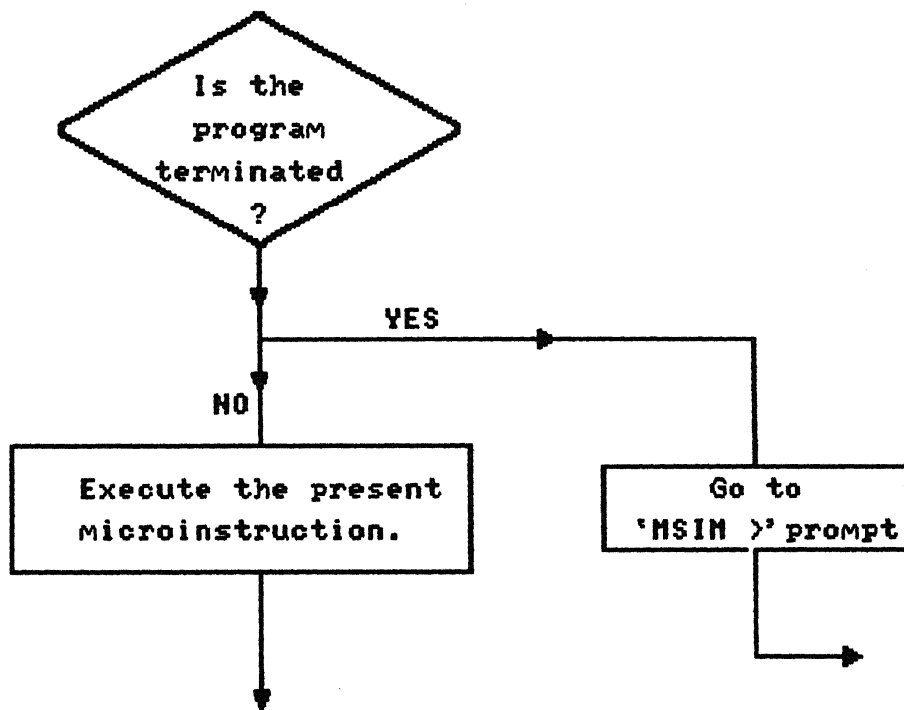 Is the
program
terminated
?
YES
NO
Execute the present
microinstruction.
Go to
'MSIM >' prompt